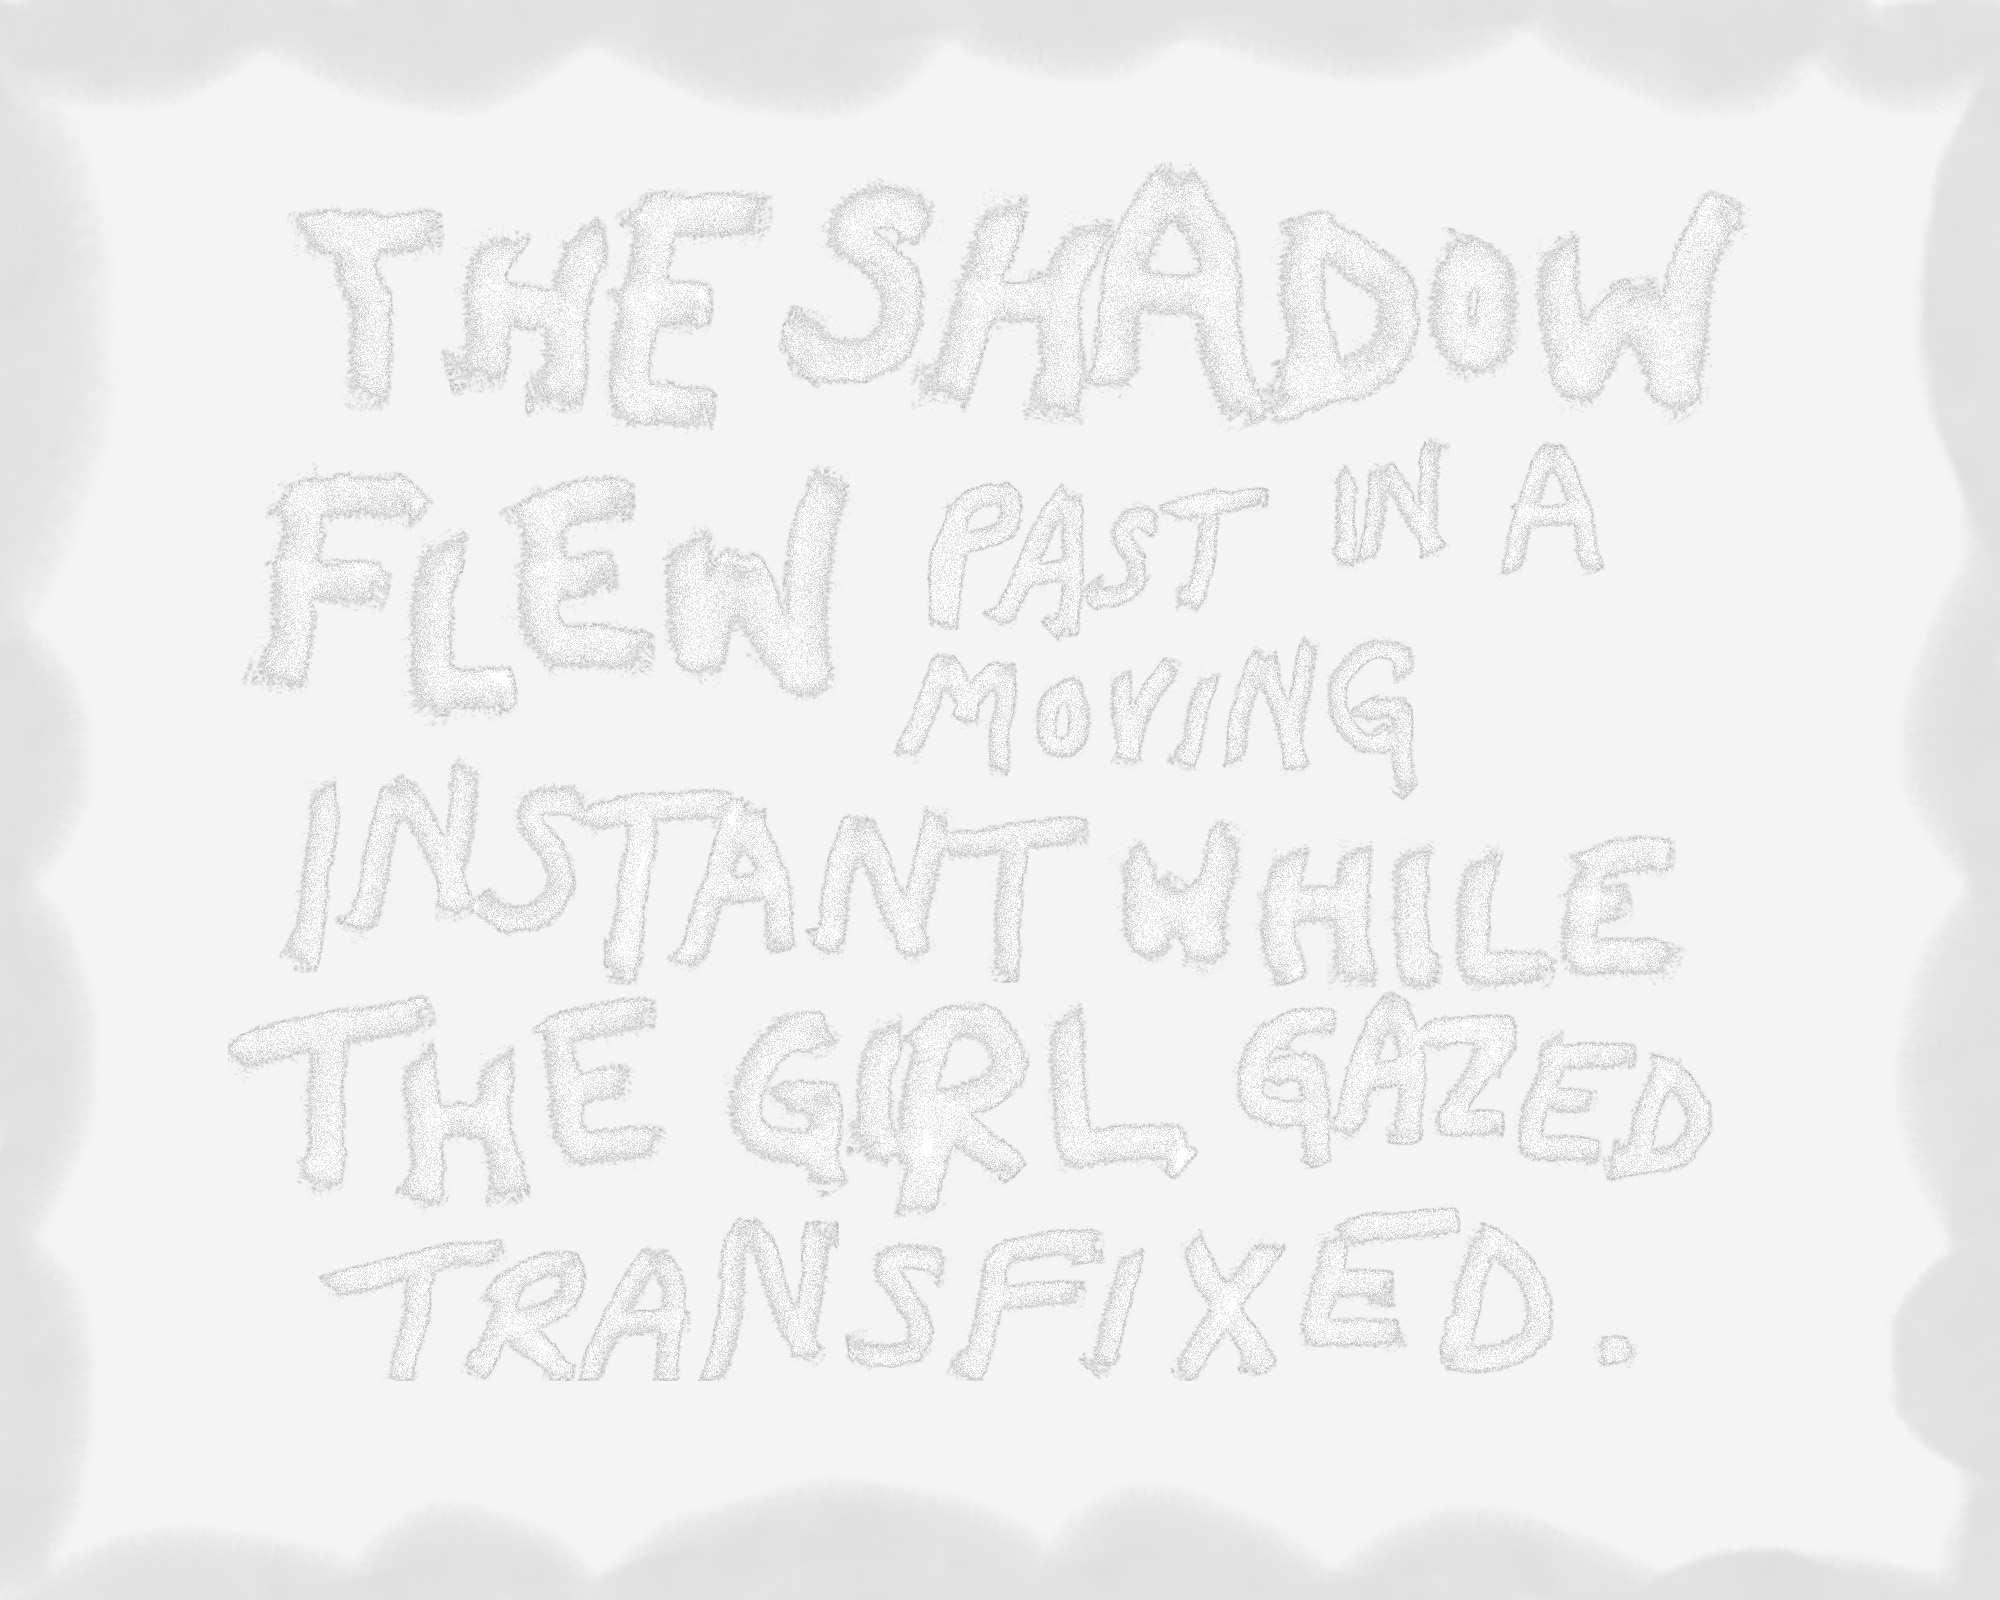 THE SHADOW
FLEW PAST IN A
MOVING
INSTANT WHILE
THE GIRL GAZED
TRANSFIXED.